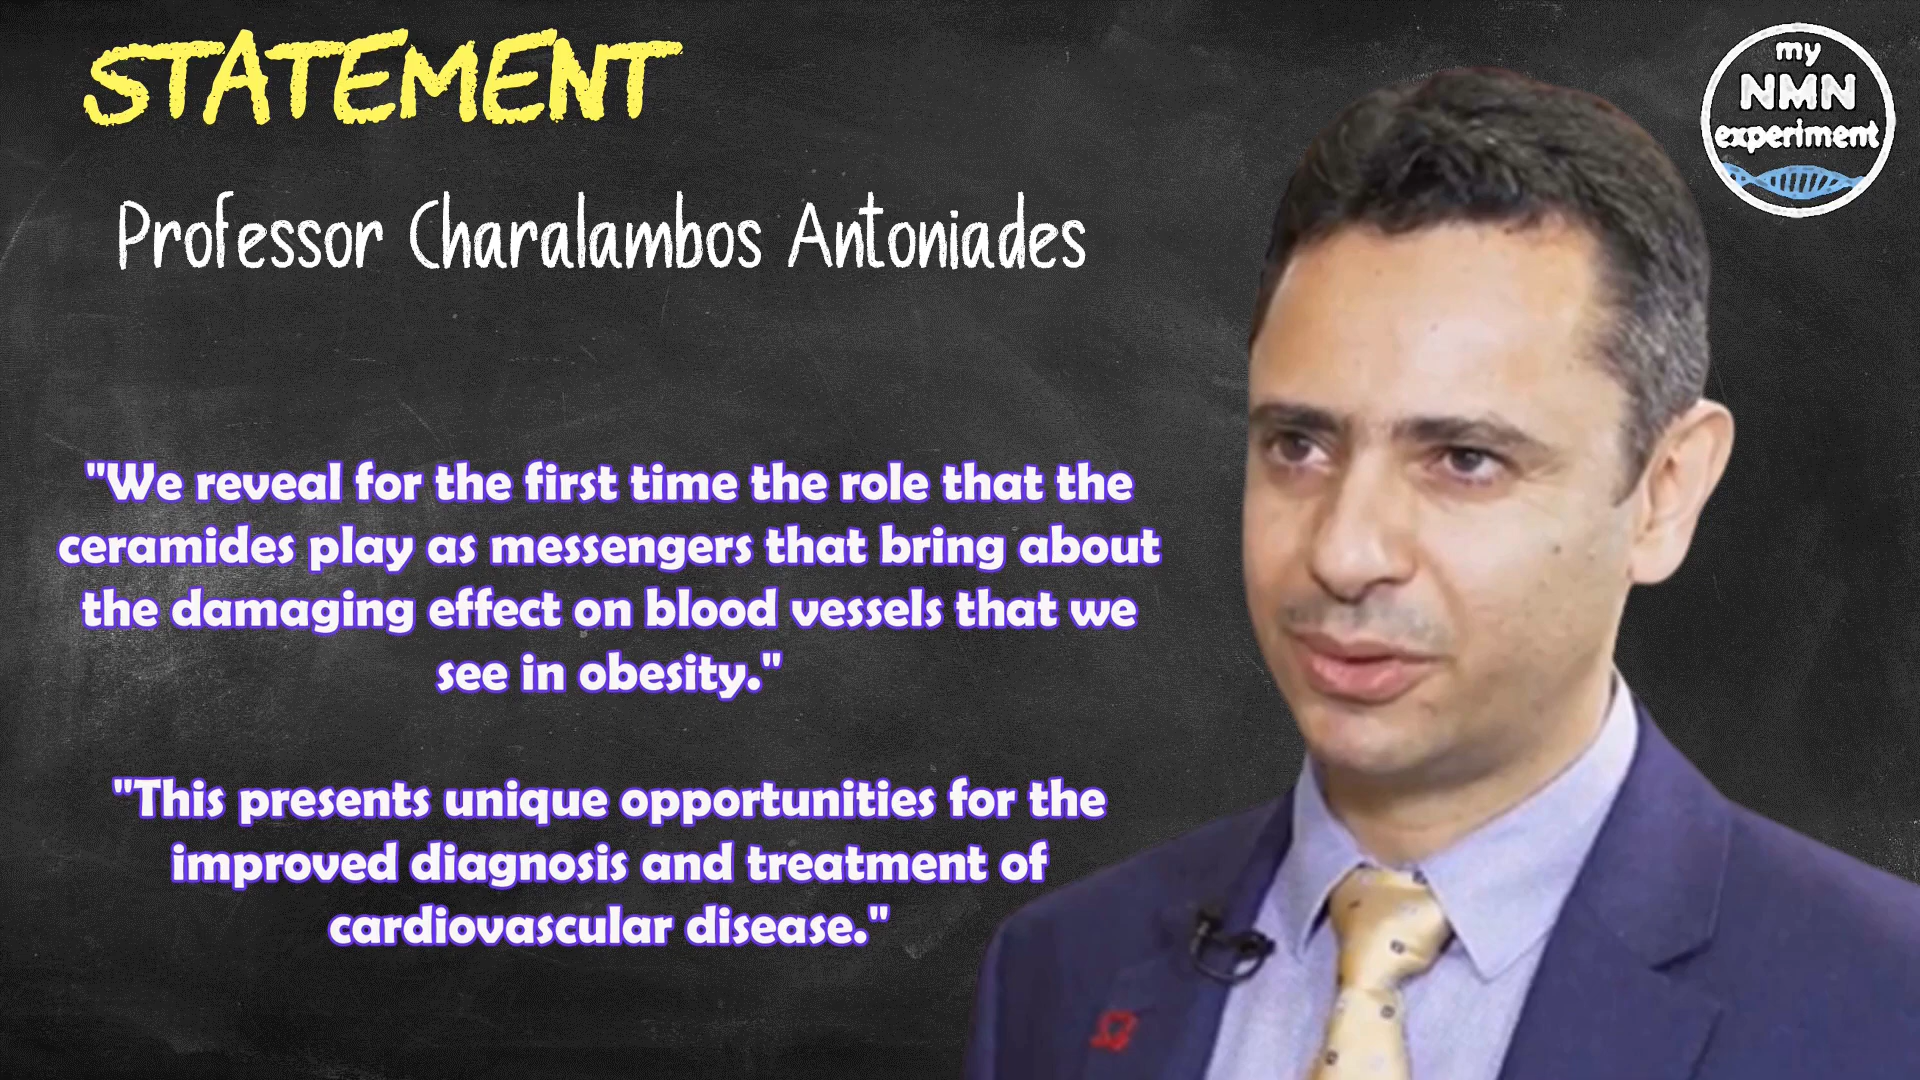 STATEMENT
my
NMN
experiment
Professor Charalambos Antoniades
"We reveal for the first time the role that the
ceramides play as messengers that bring about
the damaging effect on blood vessels that we
see in obesity."
"This presents unique opportunities for the
improved diagnosis and treatment of
cardiovascular disease."